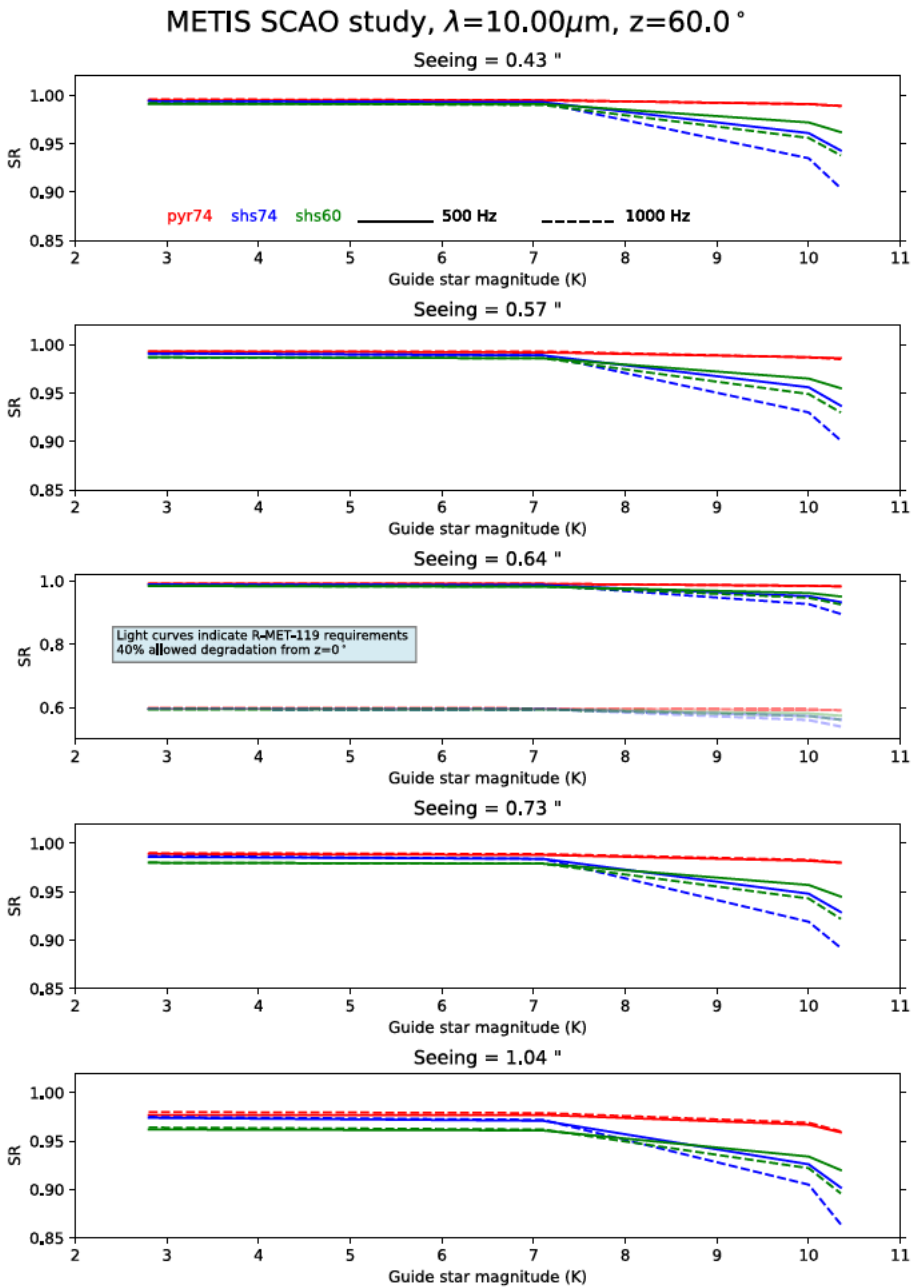 METIS SCAO study, λ=10.00μm, z=60.0°
Seeing = 0.43 "
1.00
0.95
0.90
0.85
SR
pyr74 shs74 shs60 500 Hz 1000 Hz
2 3 4 5 6 7 8 9 10 11
Guide star magnitude (K)
Seeing = 0.57 "
1.00
0.95
0.90
0.85
SR
2 3 4 5 6 7 8 9 10 11
Guide star magnitude (K)
Seeing = 0.64 "
1.0
0.8
0.6
SR
Light curves indicate R-MET-119 requirements
40% allowed degradation from z=0°
2 3 4 5 6 7 8 9 10 11
Guide star magnitude (K)
Seeing = 0.73 "
1.00
0.95
0.90
0.85
SR
2 3 4 5 6 7 8 9 10 11
Guide star magnitude (K)
Seeing = 1.04 "
1.00
0.95
0.90
0.85
SR
2 3 4 5 6 7 8 9 10 11
Guide star magnitude (K)